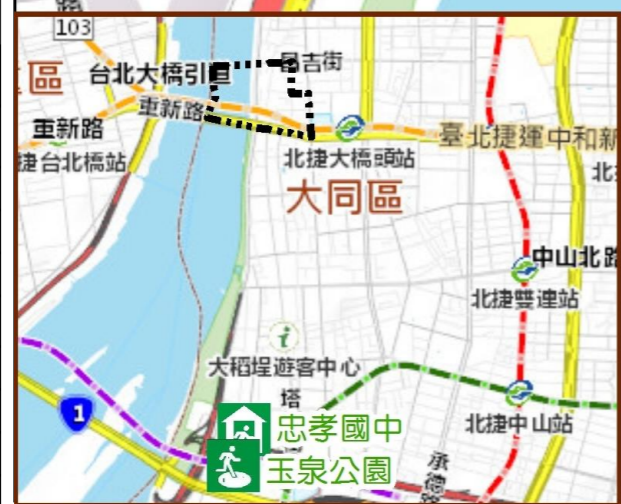 103
台北大橋引道
昌吉街
區
重新路
重新路
捷台北橋站
臺北捷運中和新
北捷大橋頭站
大同區
中山北路
北捷雙連站
大稻埕遊客中心
塔
1
忠孝國中
北捷中山站
玉泉公園
承德